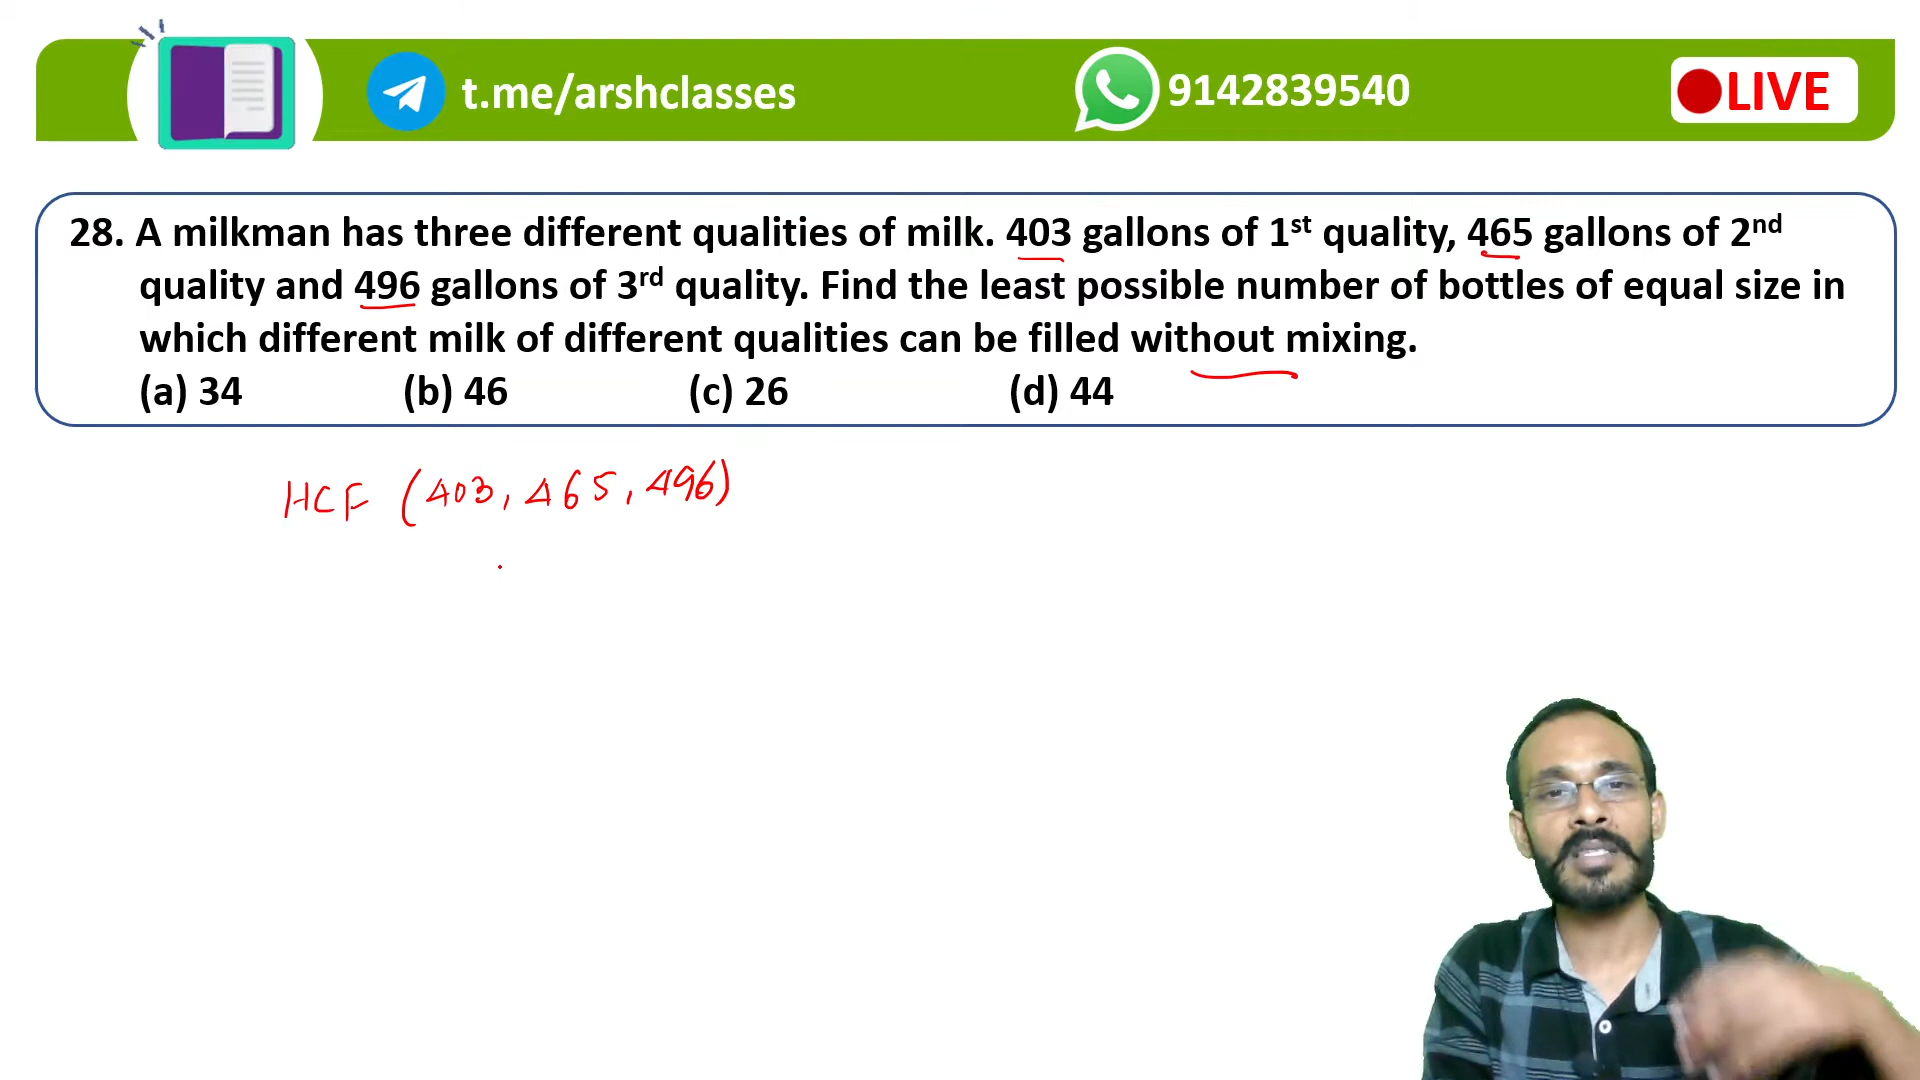 t.me/arshclasses 9142839540 LIVE
28. A milkman has three different qualities of milk. 403 gallons of 1st quality, 465 gallons of 2nd
quality and 496 gallons of 3rd quality. Find the least possible number of bottles of equal size in
which different milk of different qualities can be filled without mixing.
(a) 34 (b) 46 (c) 26 (d) 44
HCF (403, 465, 496)